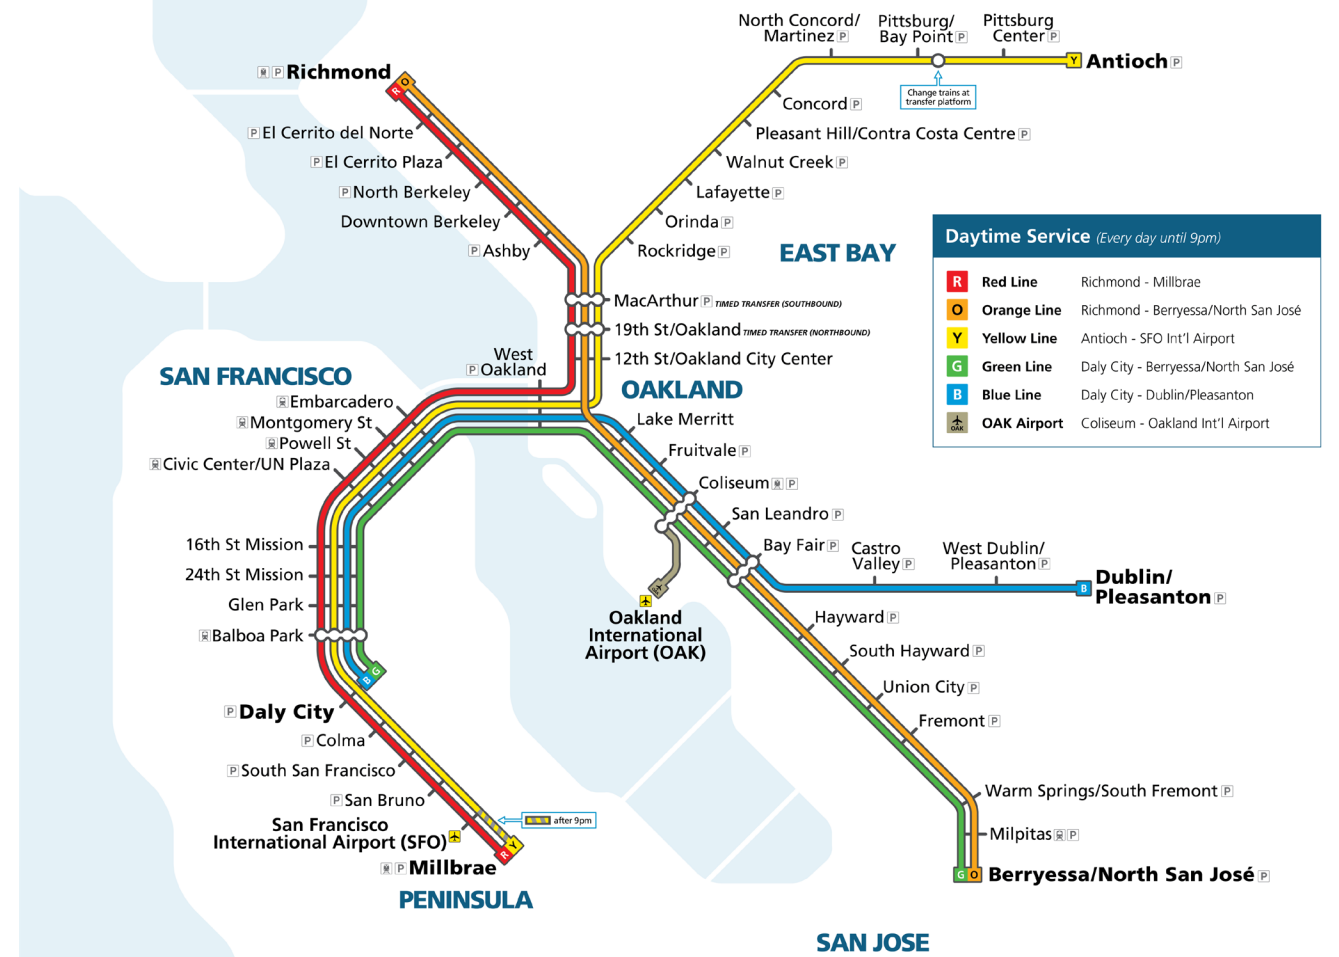 North Concord/
Martinez P
Pittsburg/
Bay Point P
Pittsburg
Center P
Y
Antioch P
Change trains at
transfer platform
P Richmond
R
O
P El Cerrito del Norte
P El Cerrito Plaza
P North Berkeley
Downtown Berkeley
P Ashby
Concord P
Pleasant Hill/Contra Costa Centre P
Walnut Creek P
Lafayette P
Orinda P
Rockridge P
EAST BAY
MacArthur P TIMED TRANSFER (SOUTHBOUND)
19th St/Oakland TIMED TRANSFER (NORTHBOUND)
12th St/Oakland City Center
West
P Oakland
OAKLAND
SAN FRANCISCO
Embarcadero
Montgomery St
Powell St
Civic Center/UN Plaza
16th St Mission
24th St Mission
Glen Park
Balboa Park
B
G
P Daly City
P Colma
P South San Francisco
P San Bruno
San Francisco
International Airport (SFO)
after 9pm
P Millbrae
R
Y
PENINSULA
Lake Merritt
Fruitvale P
Coliseum P
San Leandro P
Bay Fair P
Castro
Valley P
West Dublin/
Pleasanton P
B
Dublin/
Pleasanton P
Oakland
International
Airport (OAK)
Hayward P
South Hayward P
Union City P
Fremont P
Warm Springs/South Fremont P
Milpitas P
G
O
Berryessa/North San José P
SAN JOSE
Daytime Service (Every day until 9pm)
R Red Line Richmond - Millbrae
O Orange Line Richmond - Berryessa/North San José
Y Yellow Line Antioch - SFO Int'l Airport
G Green Line Daly City - Berryessa/North San José
B Blue Line Daly City - Dublin/Pleasanton
OAK OAK Airport Coliseum - Oakland Int'l Airport